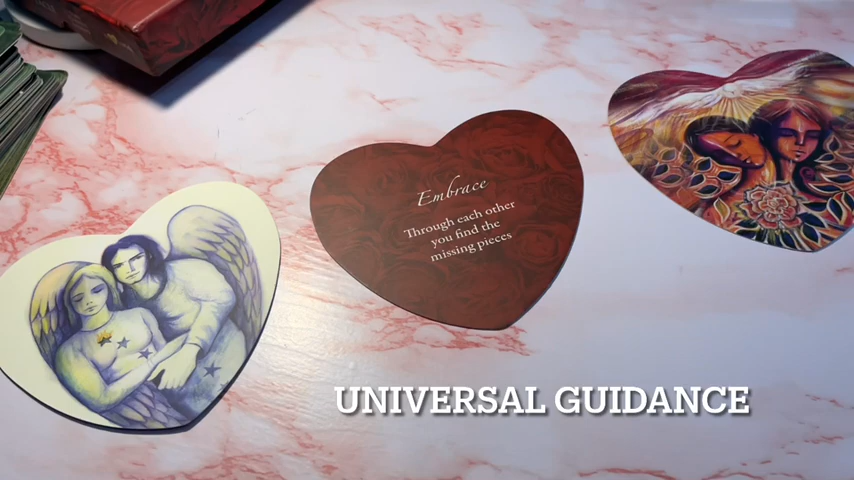 Embrace
Through each other
you find the
missing pieces
UNIVERSAL GUIDANCE